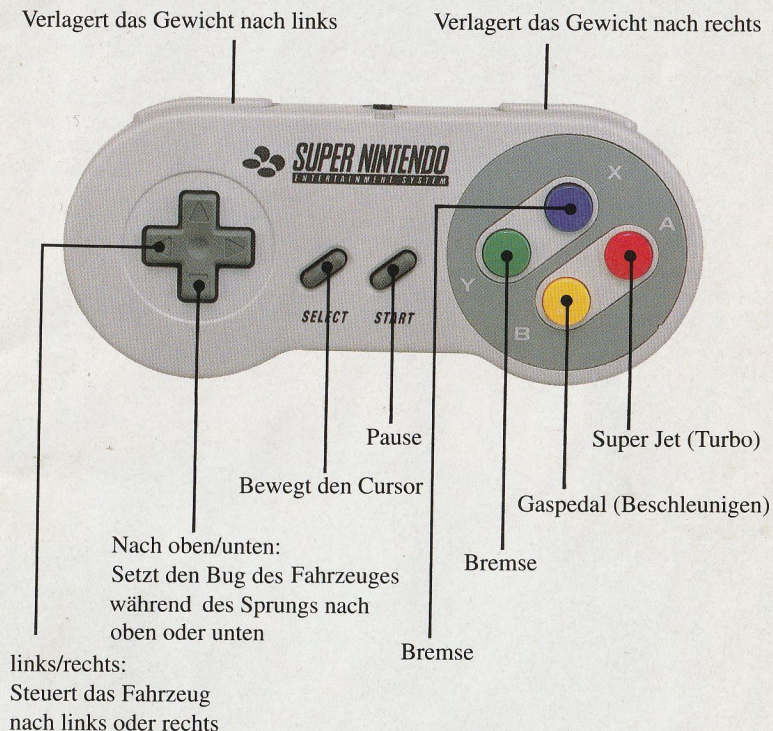 Verlagert das Gewicht nach links
Verlagert das Gewicht nach rechts
SUPER NINTENDO
ENTERTAINMENT SYSTEM
X
A
Y
B
SELECT
START
Pause
Super Jet (Turbo)
Bewegt den Cursor
Gaspedal (Beschleunigen)
Nach oben/unten:
Setzt den Bug des Fahrzeuges
während des Sprungs nach
oben oder unten
Bremse
Bremse
links/rechts:
Steuert das Fahrzeug
nach links oder rechts